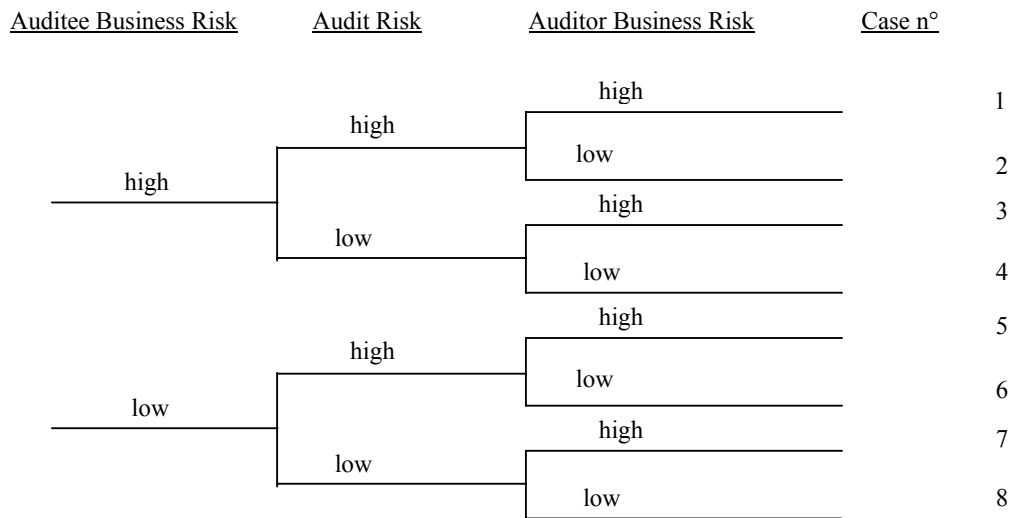 Auditee Business Risk Audit Risk Auditor Business Risk Case n°
high 1
high
low 2
high
high 3
low
low 4
high 5
high
low 6
low
high 7
low
low 8